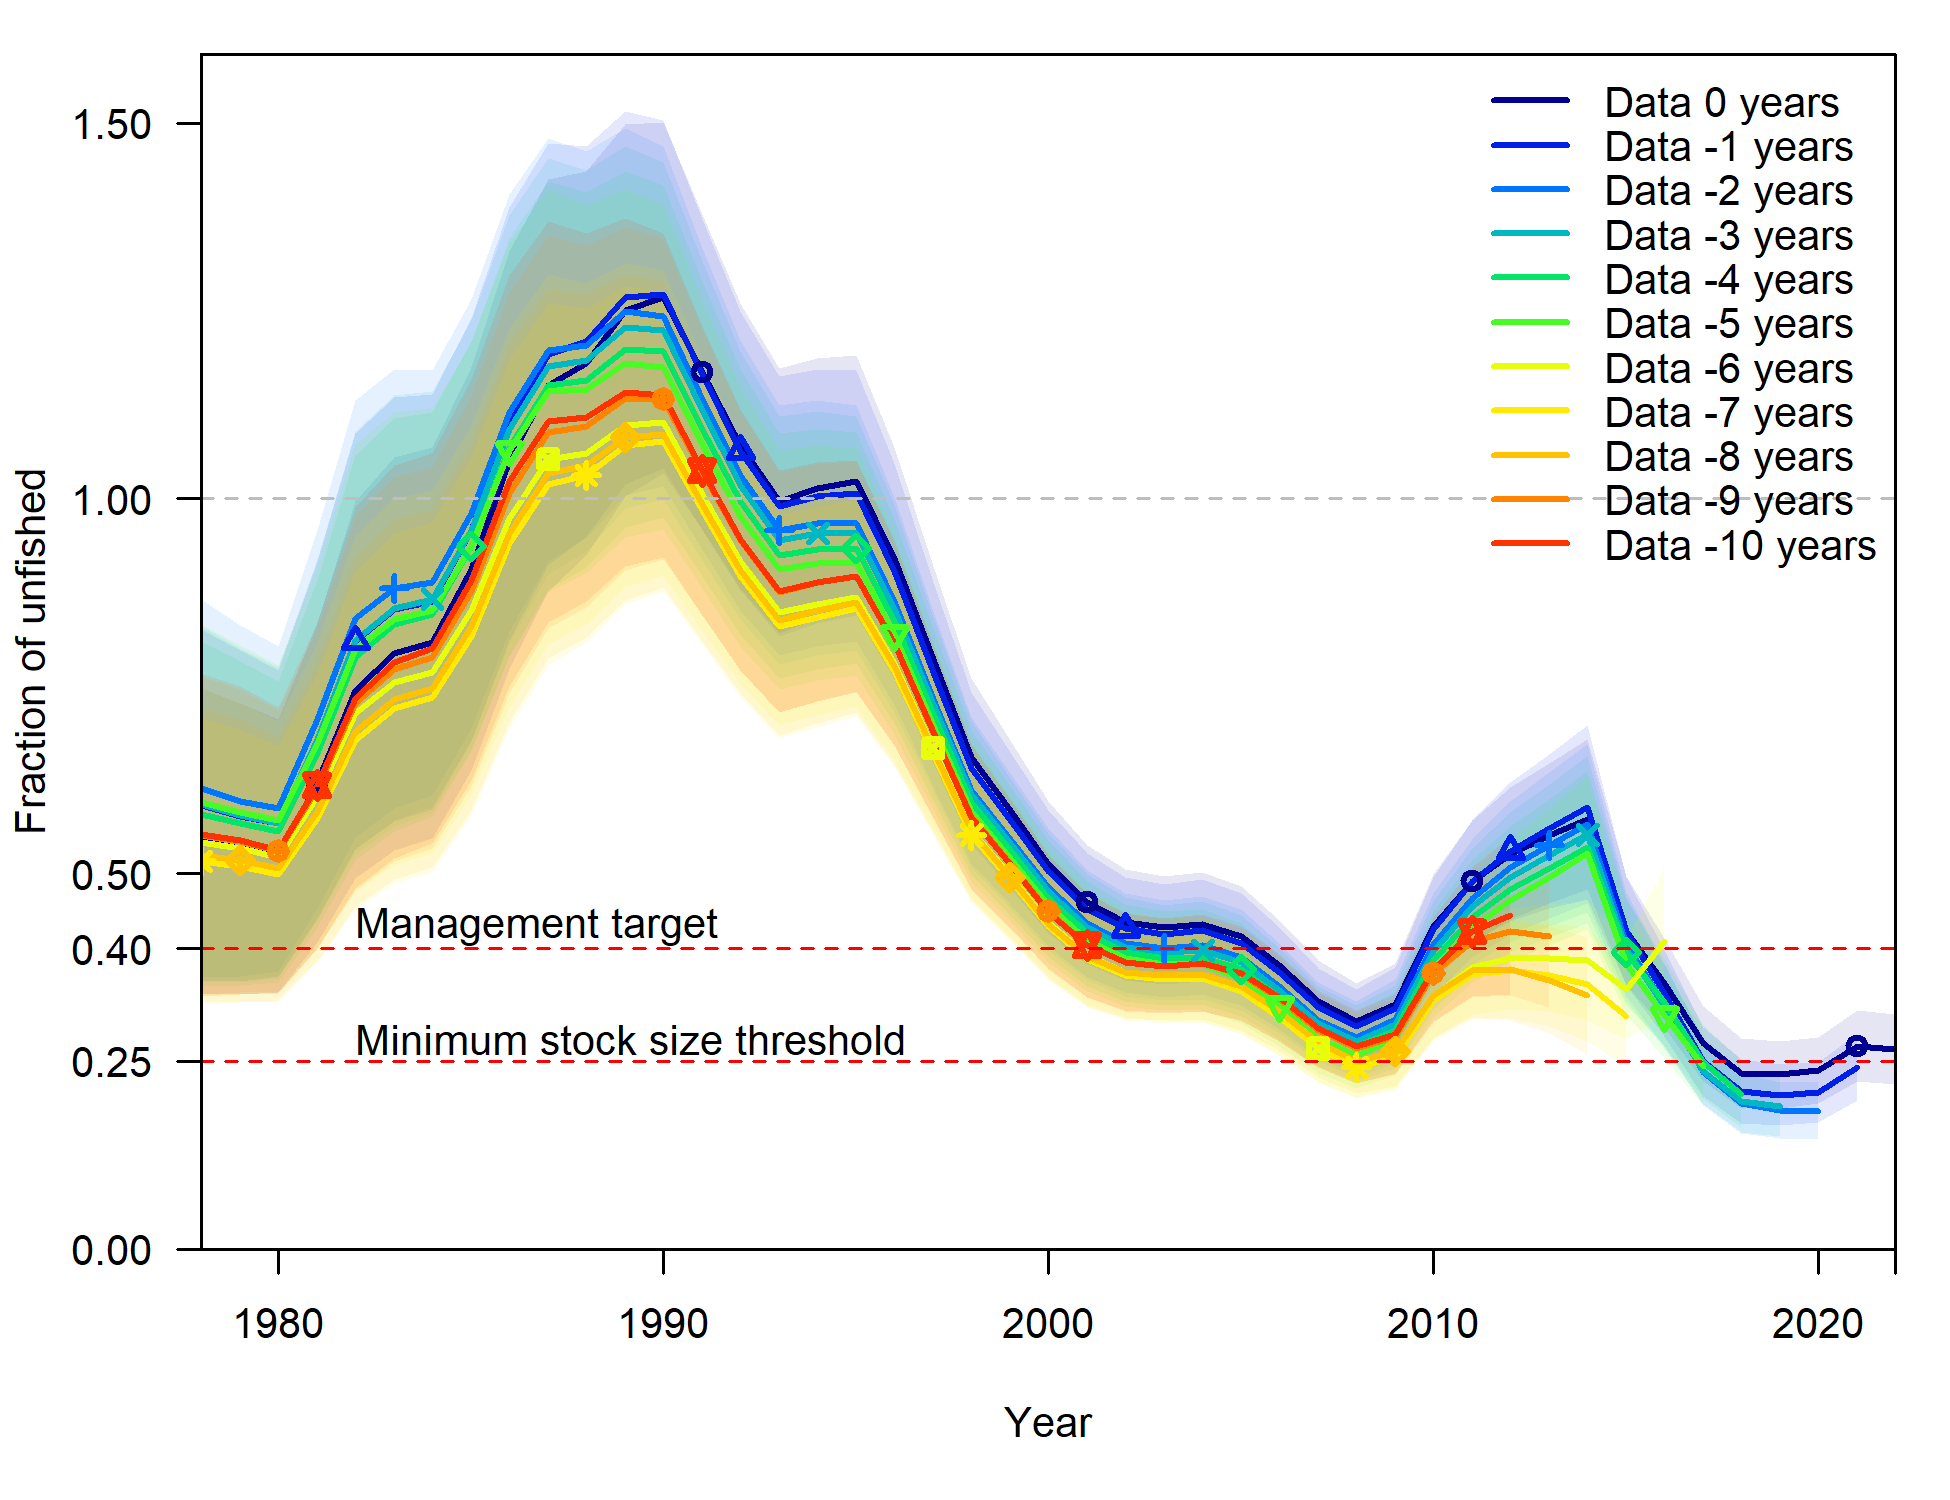 1.50
1.00
0.50
0.40
0.25
0.00
Fraction of unfished
Data 0 years
Data -1 years
Data -2 years
Data -3 years
Data -4 years
Data -5 years
Data -6 years
Data -7 years
Data -8 years
Data -9 years
Data -10 years
Management target
Minimum stock size threshold
1980
1990
2000
2010
2020
Year